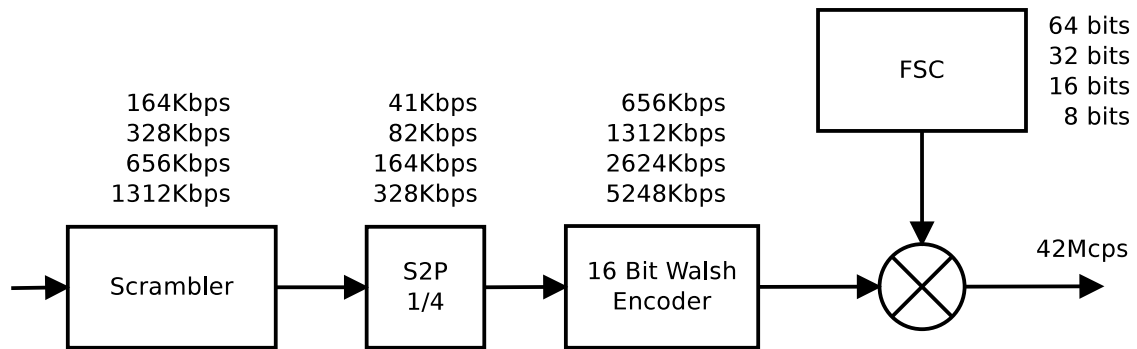 64 bits
32 bits
16 bits
8 bits
FSC
164Kbps
328Kbps
656Kbps
1312Kbps
41Kbps
82Kbps
164Kbps
328Kbps
656Kbps
1312Kbps
2624Kbps
5248Kbps
Scrambler
S2P
1/4
16 Bit Walsh
Encoder
42Mcps